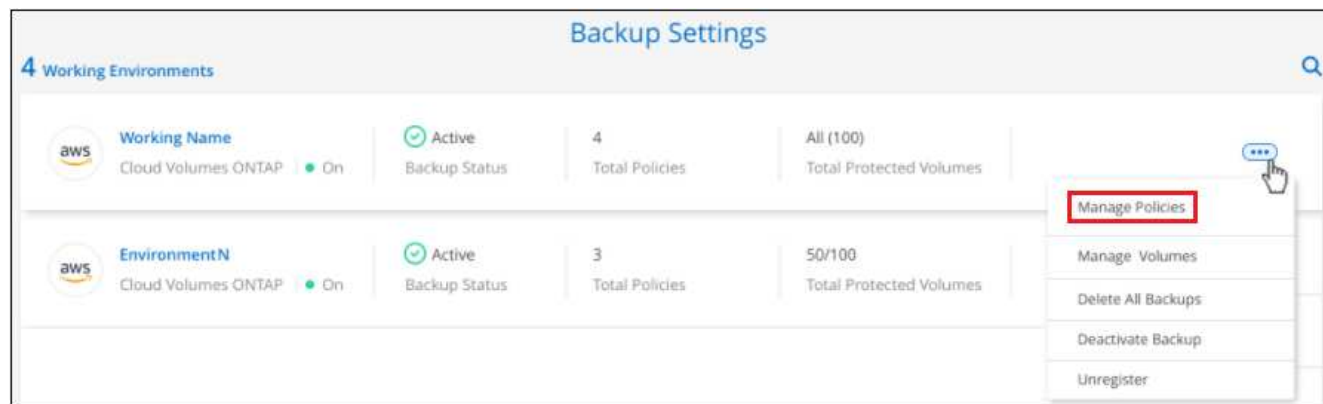 Backup Settings
4 Working Environments
aws
Working Name
Cloud Volumes ONTAP
On
Active
Backup Status
4
Total Policies
All (100)
Total Protected Volumes
Manage Policies
Manage Volumes
Delete All Backups
Deactivate Backup
Unregister
aws
EnvironmentN
Cloud Volumes ONTAP
On
Active
Backup Status
3
Total Policies
50/100
Total Protected Volumes